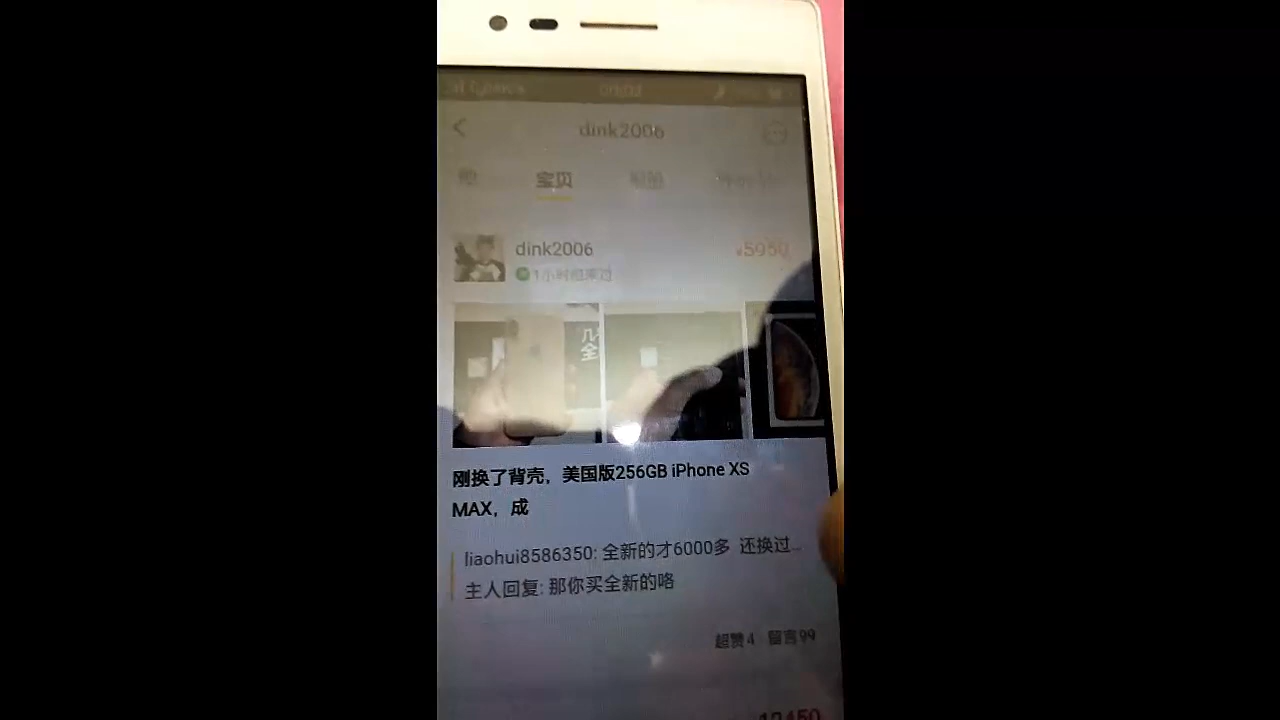 dink2006
宝贝
dink2006
¥5950
1小时前来过
几
全
刚换了背壳，美国版256GB iPhone XS
MAX，成
liaohui8586350: 全新的才6000多 还换过...
主人回复: 那你买全新的咯
超赞4 留言99
12450